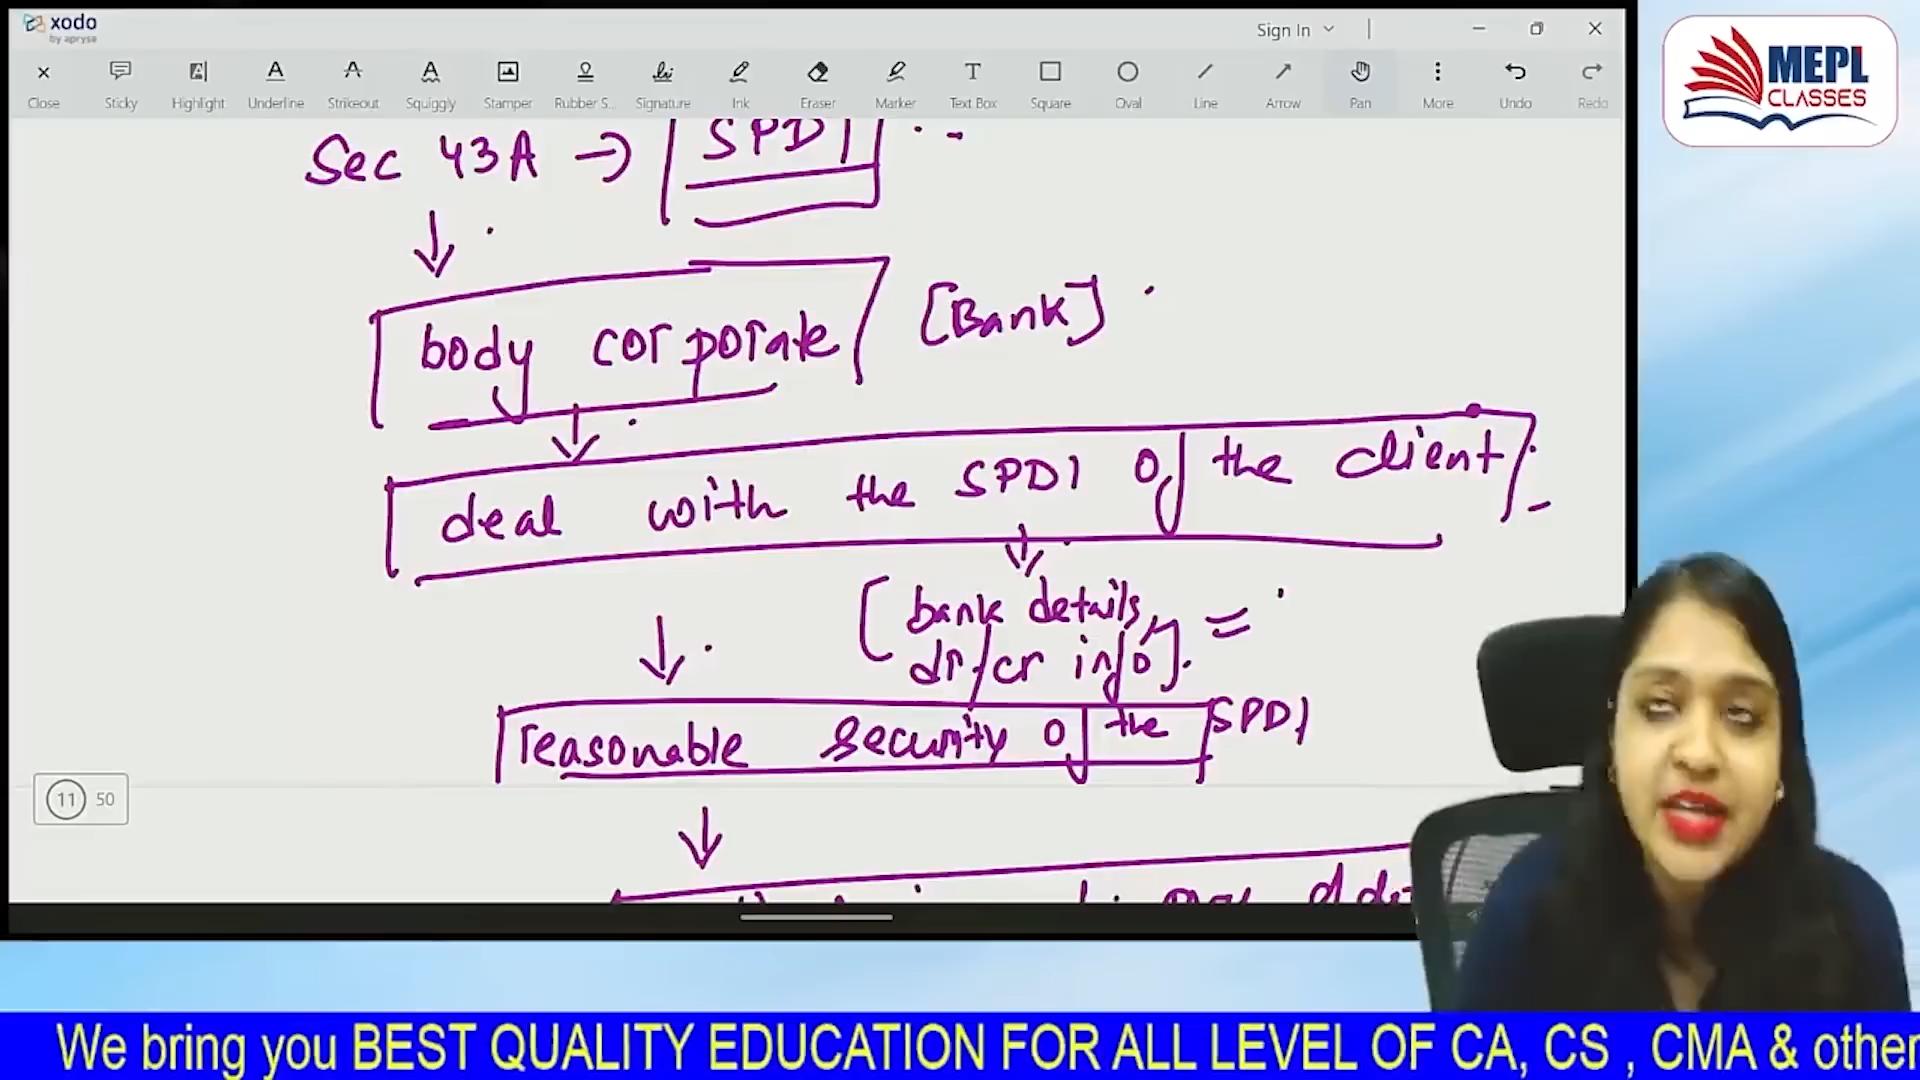 xodo
by apryse
Sign In
Close Sticky Highlight Underline Strikeout Squiggly Stamper Rubber S... Signature Ink Eraser Marker Text Box Square Oval Line Arrow Pan More Undo Redo
MEPL
CLASSES
Sec 43A → SPDI
body corporate [Bank]
deal with the SPDI of the client
[bank details,
dr/cr info].
reasonable security of the SPDI
11 50
We bring you BEST QUALITY EDUCATION FOR ALL LEVEL OF CA, CS , CMA & other